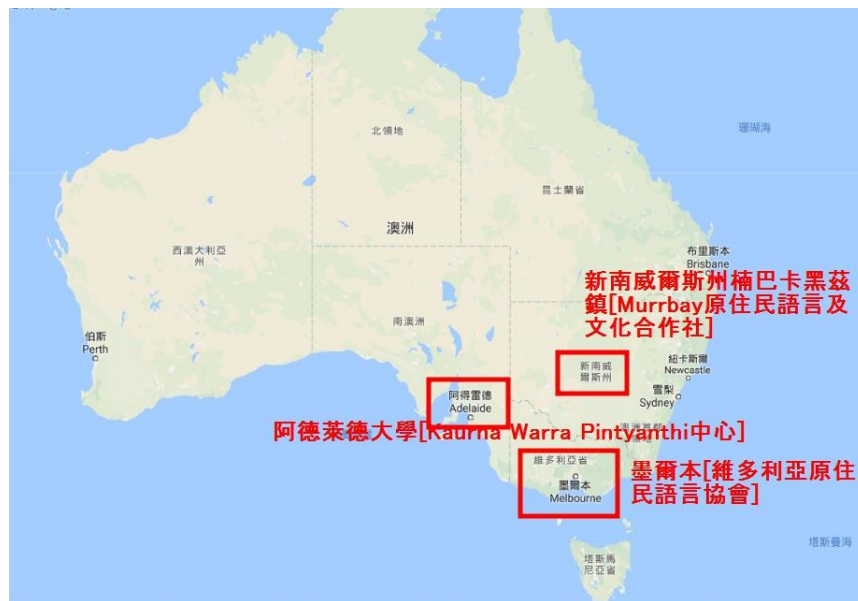 珊瑚海
北領地
昆士蘭省
澳洲
西澳大利亞
州
布里斯本
Brisbane
新南威爾斯州楠巴卡黑茲
鎮[Murrbay原住民語言及
文化合作社]
南澳洲
伯斯
Perth
新南威
爾斯州
紐卡斯爾
Newcastle
雪梨
Sydney
阿得雷德
Adelaide
阿德萊德大學[Kaurna Warra Pintyanthi中心]
維多利亞省
墨爾本
Melbourne
墨爾本[維多利亞原住
民語言協會]
塔斯曼海
塔斯馬
尼亞省